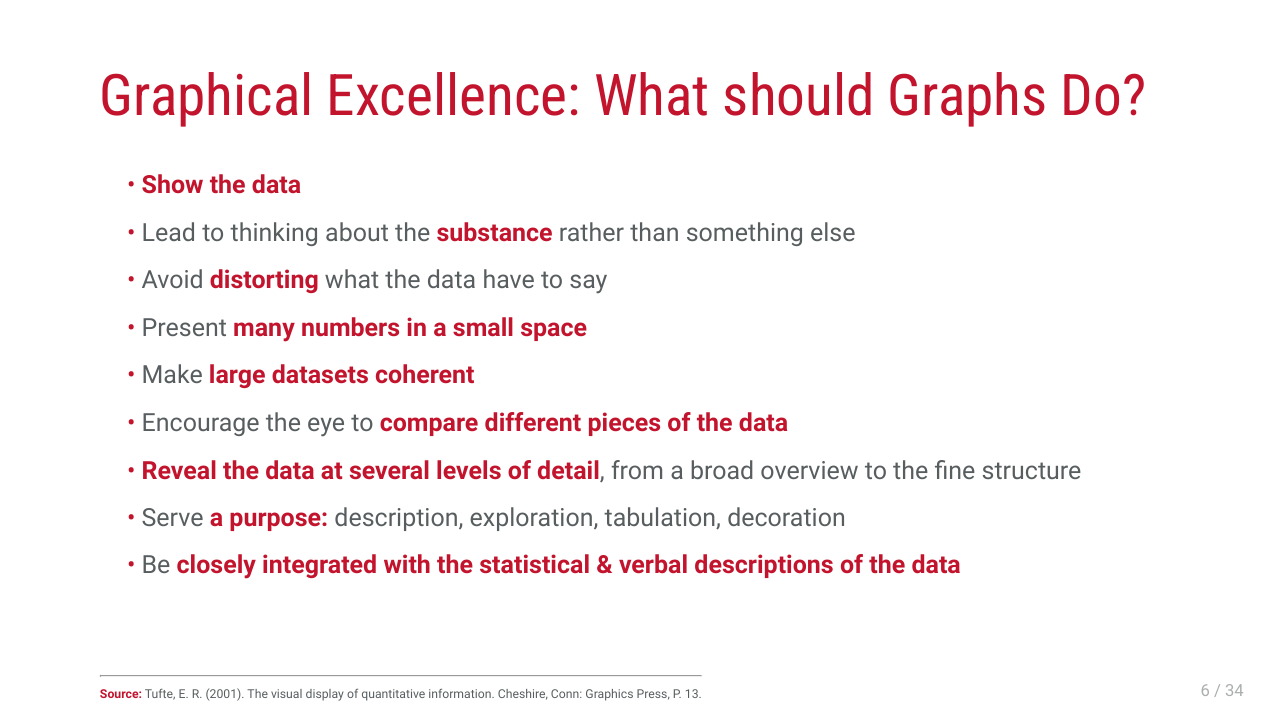 Graphical Excellence: What should Graphs Do?
• Show the data
• Lead to thinking about the substance rather than something else
• Avoid distorting what the data have to say
• Present many numbers in a small space
• Make large datasets coherent
• Encourage the eye to compare different pieces of the data
• Reveal the data at several levels of detail, from a broad overview to the fine structure
• Serve a purpose: description, exploration, tabulation, decoration
• Be closely integrated with the statistical & verbal descriptions of the data
Source: Tufte, E. R. (2001). The visual display of quantitative information. Cheshire, Conn: Graphics Press, P. 13.
6 / 34